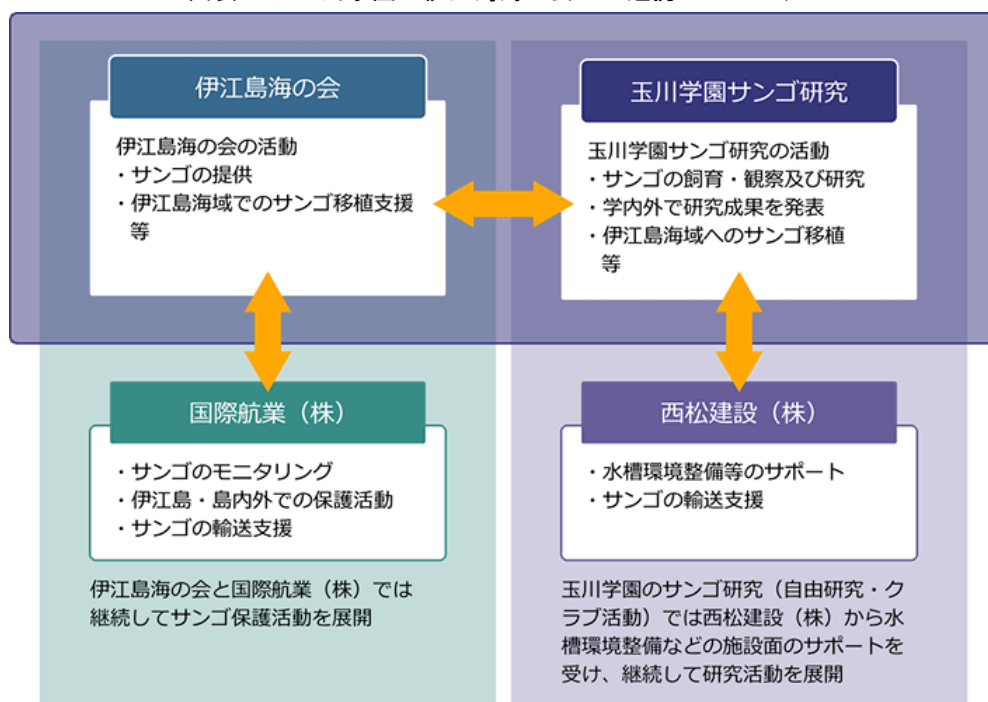 伊江島海の会
伊江島海の会の活動
・サンゴの提供
・伊江島海域でのサンゴ移植支援
等
玉川学園サンゴ研究
玉川学園サンゴ研究の活動
・サンゴの飼育・観察及び研究
・学内外で研究成果を発表
・伊江島海域へのサンゴ移植
等
国際航業（株）
・サンゴのモニタリング
・伊江島・島内外での保護活動
・サンゴの輸送支援
伊江島海の会と国際航業（株）では
継続してサンゴ保護活動を展開
西松建設（株）
・水槽環境整備等のサポート
・サンゴの輸送支援
玉川学園のサンゴ研究（自由研究・ク
ラブ活動）では西松建設（株）から水
槽環境整備などの施設面のサポートを
受け、継続して研究活動を展開